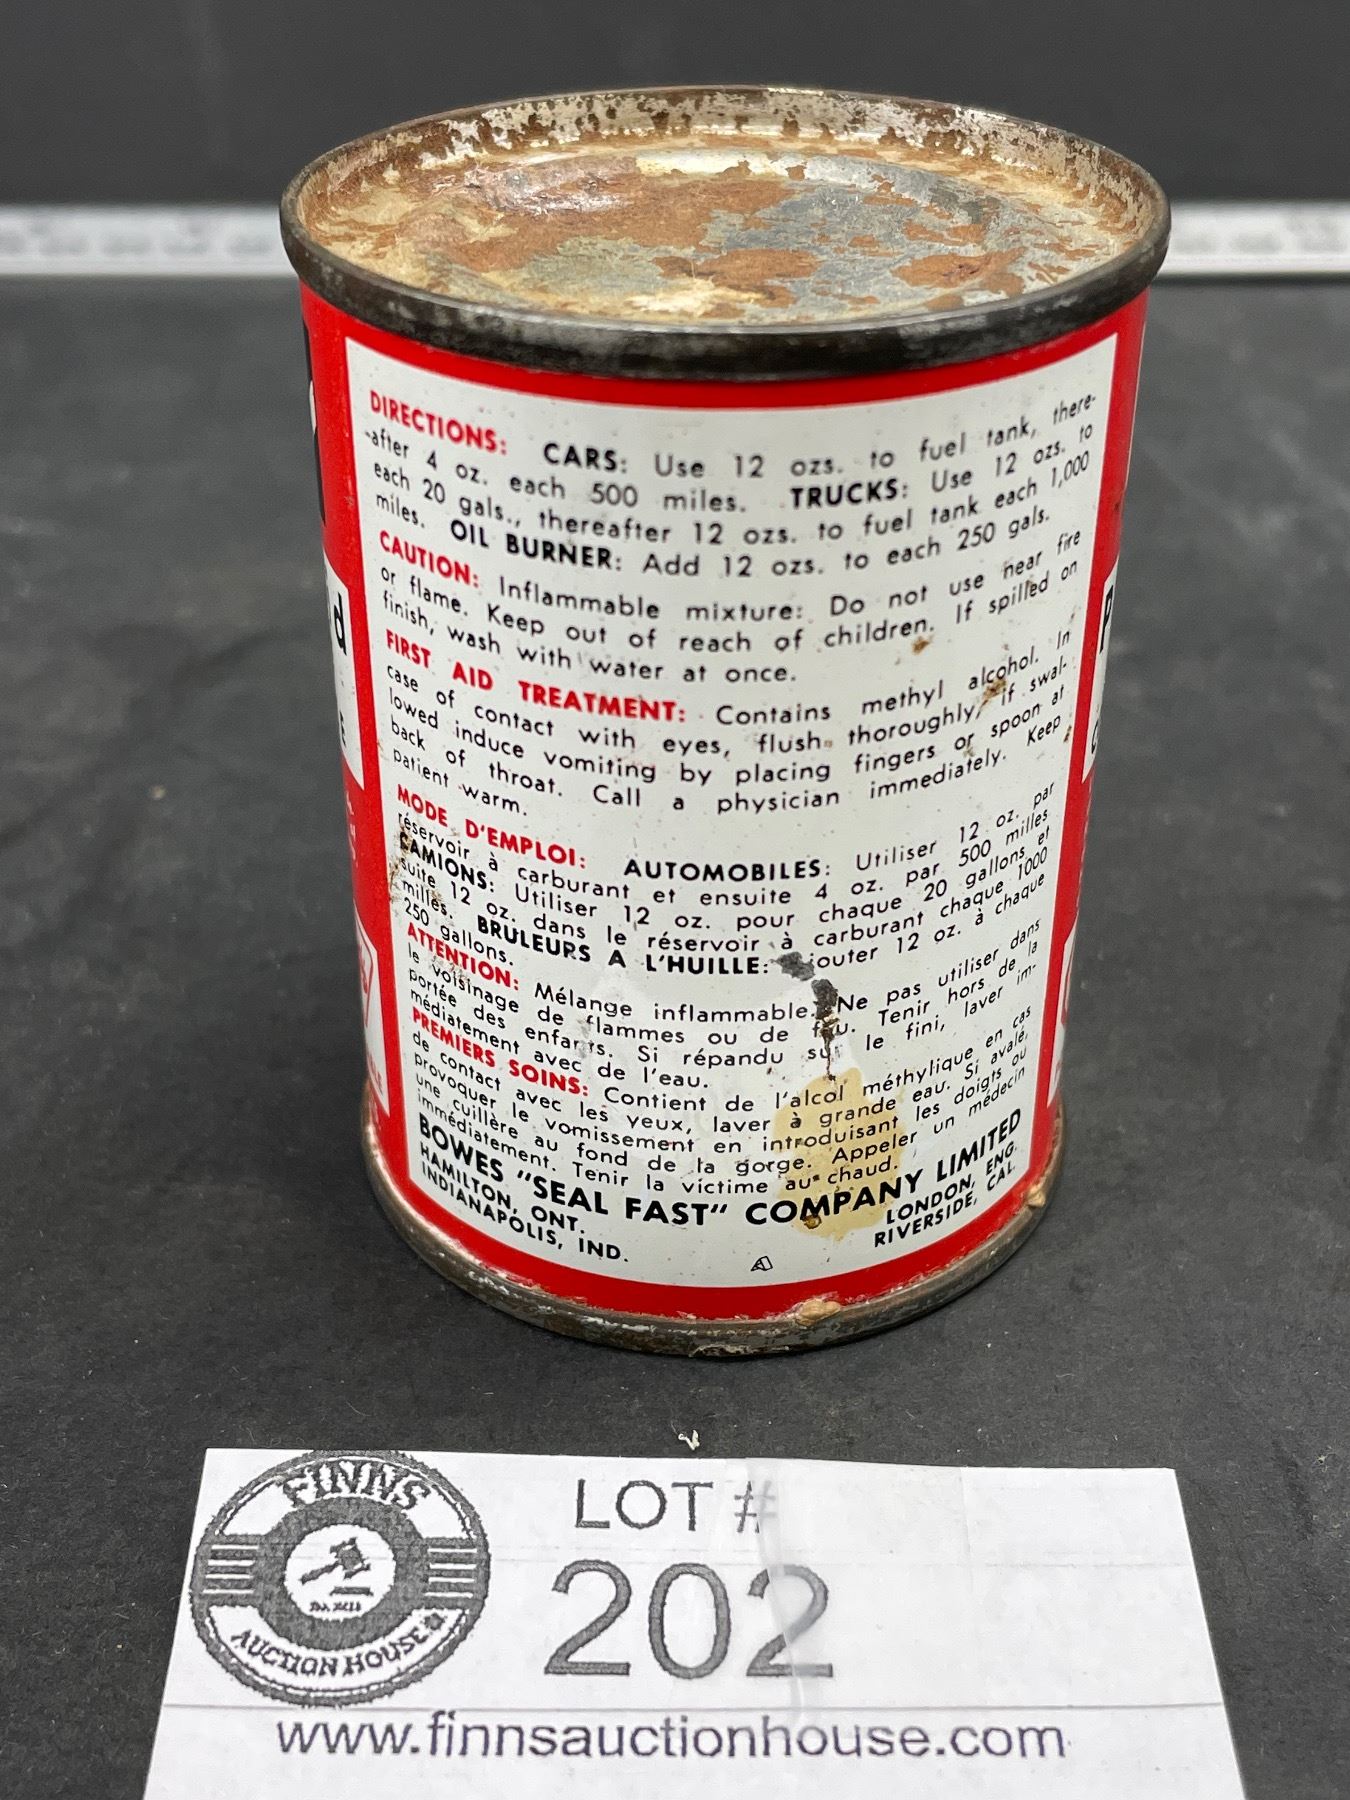 DIRECTIONS: CARS: Use 12 ozs. to fuel tank, there-
after 4 oz. each 500 miles. TRUCKS: Use 12 ozs. to
each 20 gals., thereafter 12 ozs. to fuel tank each 1,000
miles. OIL BURNER: Add 12 ozs. to each 250 gals.
CAUTION: Inflammable mixture: Do not use near fire
or flame. Keep out of reach of children. If spilled on
finish, wash with water at once.
FIRST AID TREATMENT: Contains methyl alcohol. In
case of contact with eyes, flush thoroughly, if swal-
lowed induce vomiting by placing fingers or spoon at
back of throat. Call a physician immediately. Keep
patient warm.
MODE D'EMPLOI: AUTOMOBILES: Utiliser 12 oz. par
réservoir à carburant et ensuite 4 oz. par 500 milles
CAMIONS: Utiliser 12 oz. pour chaque 20 gallons et
suite 12 oz. dans le réservoir à carburant chaque 1000
milles. BRÛLEURS A L'HUILLE: jouter 12 oz. à chaque
250 gallons.
ATTENTION: Mélange inflammable. Ne pas utiliser dans
le voisinage de flammes ou de feu. Tenir hors de la
portée des enfants. Si répandu sur le fini, laver im-
médiatement avec de l'eau.
PREMIERS SOINS: Contient de l'alcol méthylique en cas
de contact avec les yeux, laver à grande eau. Si avalé,
provoquer le vomissement en introduisant les doigts ou
une cuillère au fond de la gorge. Appeler un médecin
immédiatement. Tenir la victime au chaud.
BOWES "SEAL FAST" COMPANY LIMITED
HAMILTON, ONT. LONDON, ENG.
INDIANAPOLIS, IND. RIVERSIDE, CAL.
FINNS
AUCTION HOUSE
LOT #
202
www.finnsauctionhouse.com